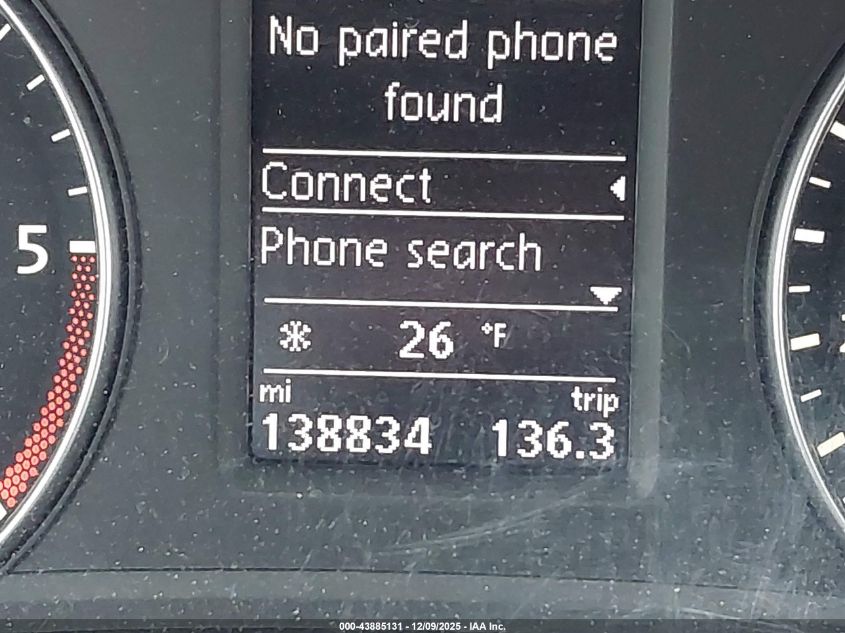 No paired phone
found
Connect
Phone search
26 °F
mi trip
138834 136.3
5
000-43885131 - 12/09/2025 - IAA Inc.